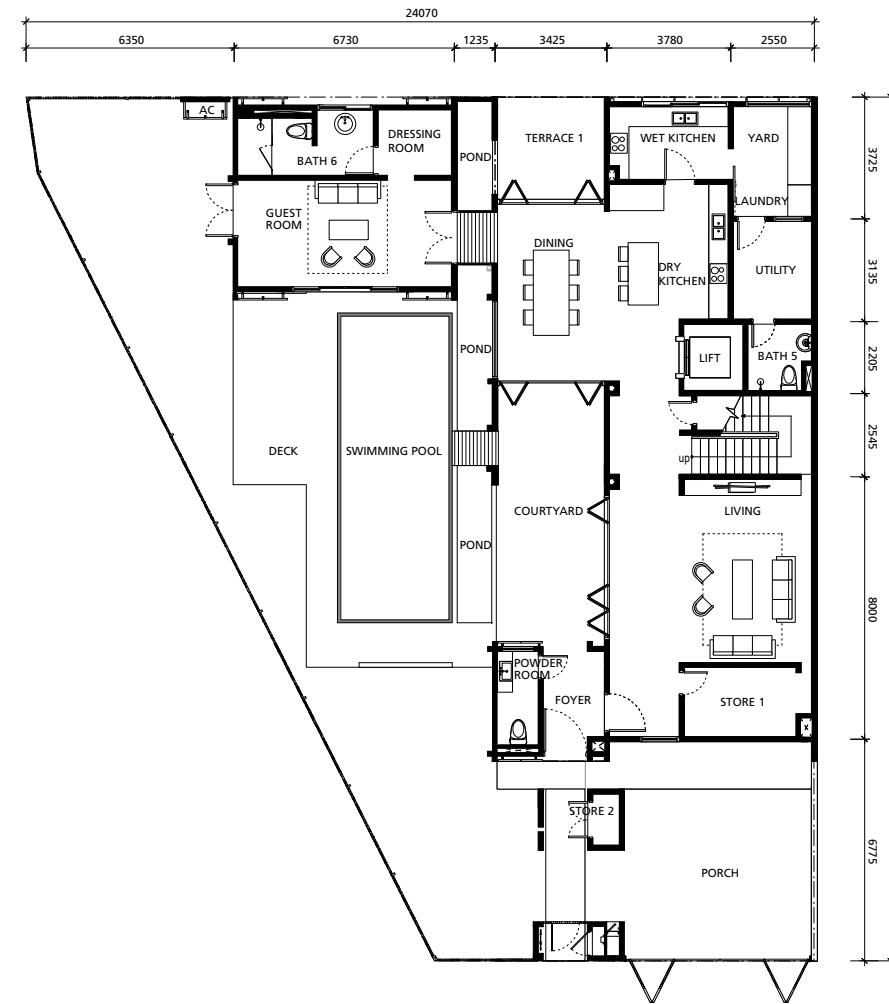 24070
6350
6730
1235
3425
3780
2550
AC
DRESSING
ROOM
BATH 6
POND
TERRACE 1
WET KITCHEN
YARD
3725
LAUNDRY
GUEST
ROOM
DINING
DRY
KITCHEN
UTILITY
3135
POND
LIFT
BATH 5
2205
DECK
SWIMMING POOL
up
2545
COURTYARD
LIVING
POND
8000
POWDER
ROOM
FOYER
STORE 1
STORE 2
PORCH
6775